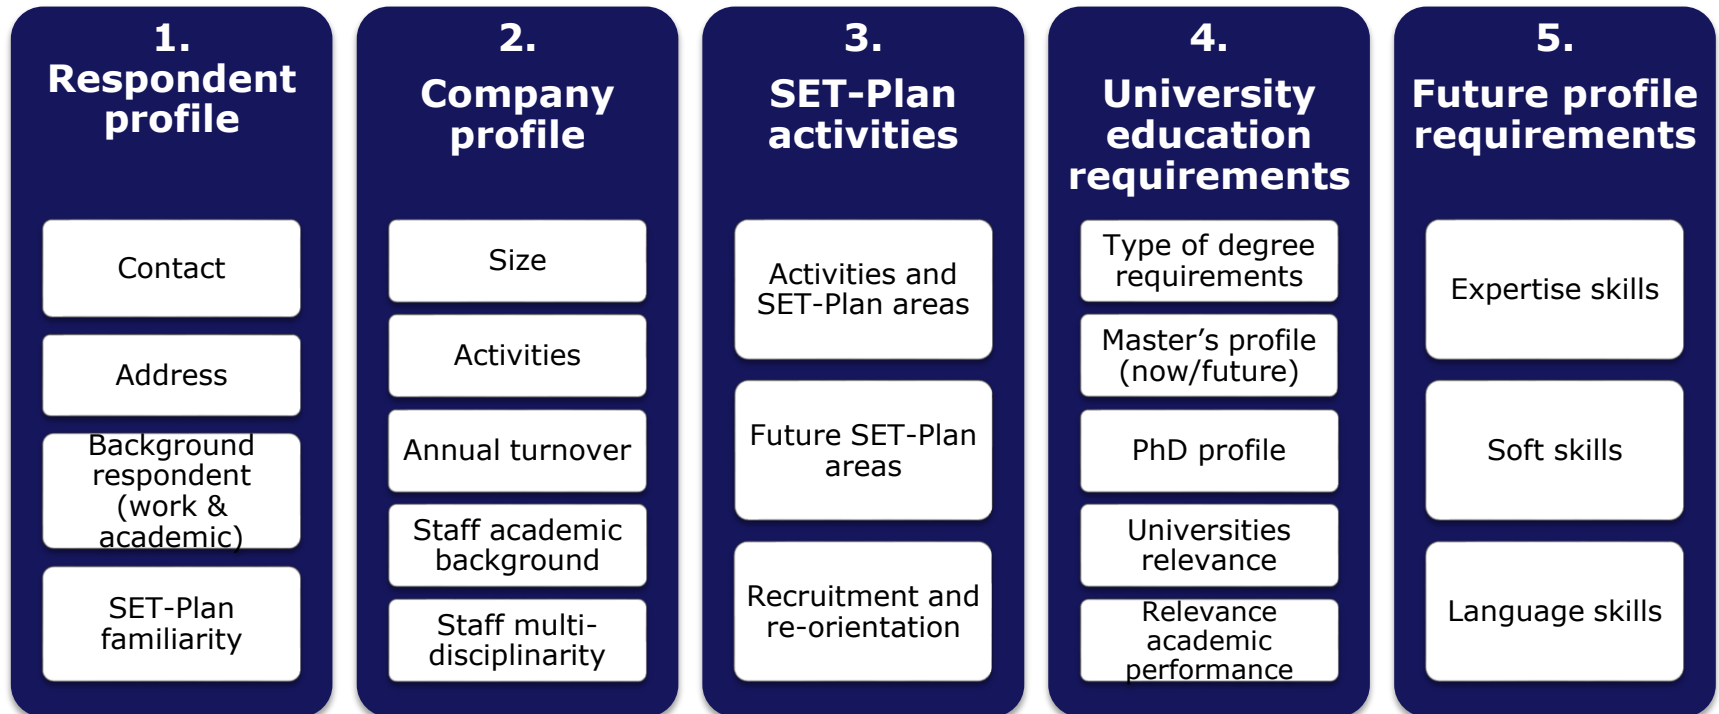 1.
Respondent
profile
Contact
Address
Background
respondent
(work &
academic)
SET-Plan
familiarity
2.
Company
profile
Size
Activities
Annual turnover
Staff academic
background
Staff multi-
disciplinarity
3.
SET-Plan
activities
Activities and
SET-Plan areas
Future SET-Plan
areas
Recruitment and
re-orientation
4.
University
education
requirements
Type of degree
requirements
Master’s profile
(now/future)
PhD profile
Universities
relevance
Relevance
academic
performance
5.
Future profile
requirements
Expertise skills
Soft skills
Language skills